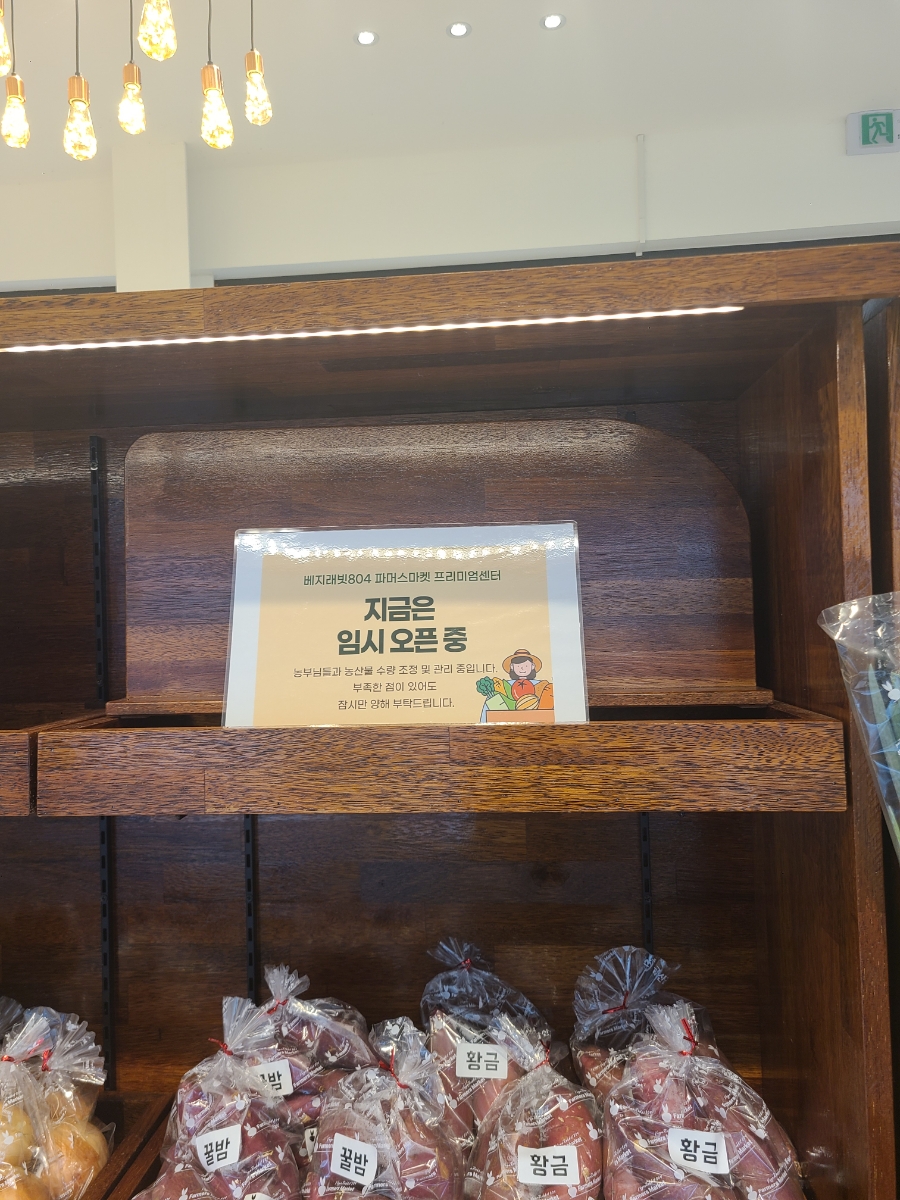 베지래빗804 파머스마켓 프리미엄센터
지금은
임시 오픈 중
농부님들과 농산물 수량 조정 및 관리 중입니다.
부족한 점이 있어도
잠시만 양해 부탁드립니다.
황금
꿀밤
꿀밤
황금
황금